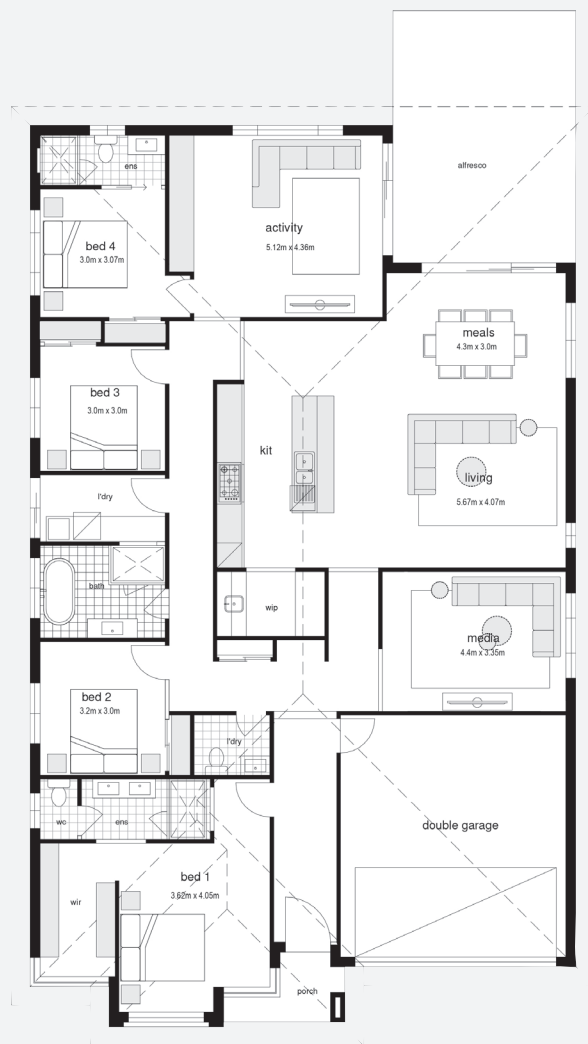 alfresco
ens
activity
5.12m x 4.36m
bed 4
3.0m x 3.07m
meals
4.3m x 3.0m
bed 3
3.0m x 3.0m
kit
living
5.67m x 4.07m
l'dry
bath
wip
media
4.4m x 3.35m
bed 2
3.2m x 3.0m
l'dry
wc
ens
double garage
bed 1
3.62m x 4.05m
wir
porch